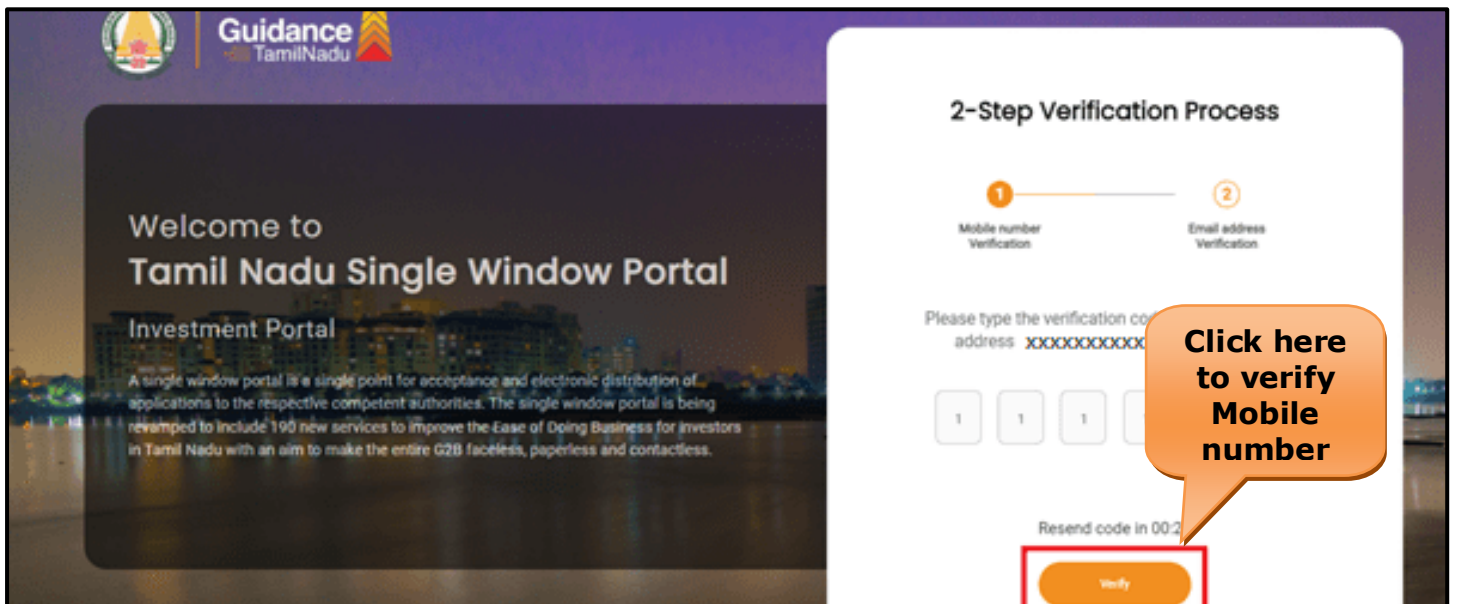 Guidance
TamilNadu
Welcome to
Tamil Nadu Single Window Portal
Investment Portal
A single window portal is a single point for acceptance and electronic distribution of
applications to the respective competent authorities. The single window portal is being
revamped to include 190 new services to improve the Ease of Doing Business for investors
in Tamil Nadu with an aim to make the entire G2B faceless, paperless and contactless.
2-Step Verification Process
1
2
Mobile number
Verification
Email address
Verification
Please type the verification
address xxxxxxxxxx
1 1 1
Click here
to verify
Mobile
number
Resend code in
Verify